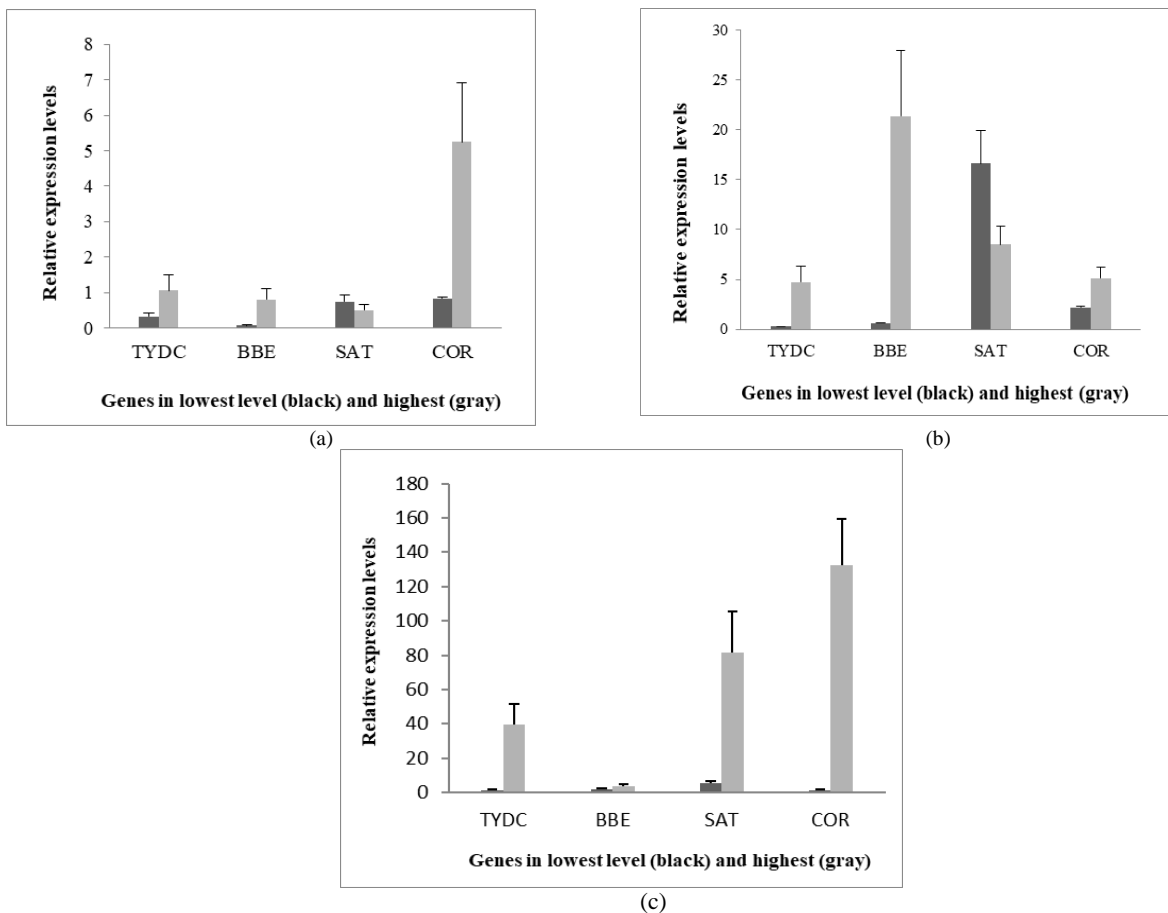 8
7
6
5
4
3
2
1
0
Relative expression levels
TYDC BBE SAT COR
Genes in lowest level (black) and highest (gray)
(a)
30
25
20
15
10
5
0
Relative expression levels
TYDC BBE SAT COR
Genes in lowest level (black) and highest (gray)
(b)
180
160
140
120
100
80
60
40
20
0
Relative expression levels
TYDC BBE SAT COR
Genes in lowest level (black) and highest (gray)
(c)